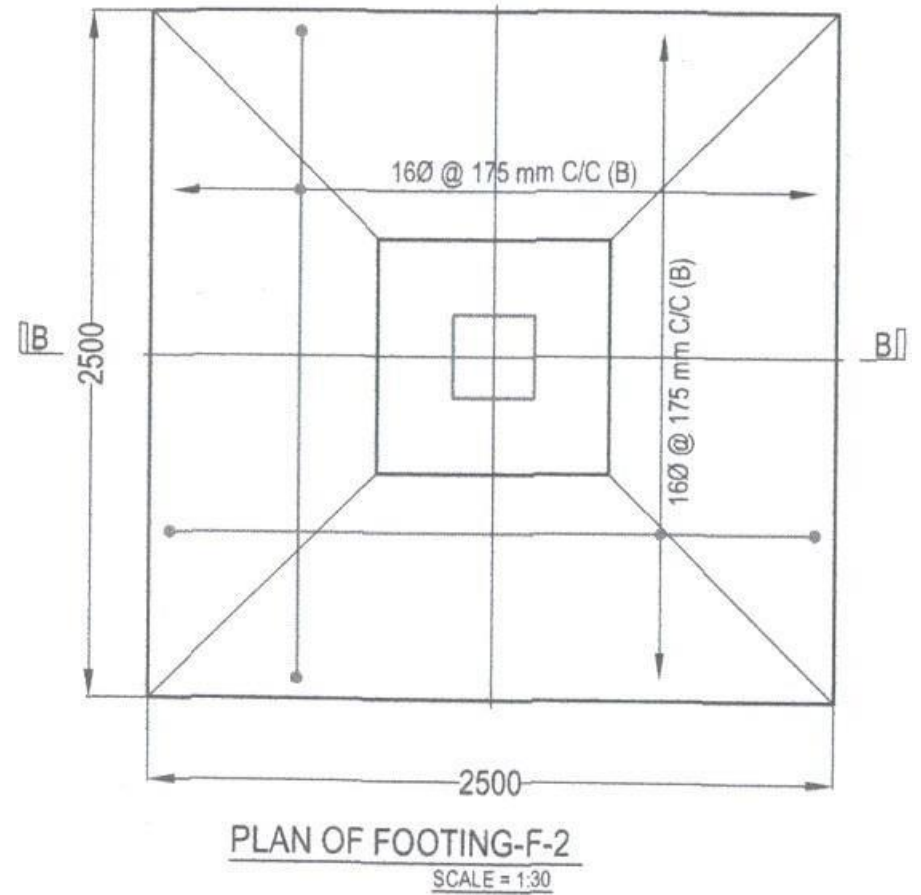 16Ø @ 175 mm C/C (B)
16Ø @ 175 mm C/C (B)
B
B
2500
2500
PLAN OF FOOTING-F-2
SCALE = 1:30